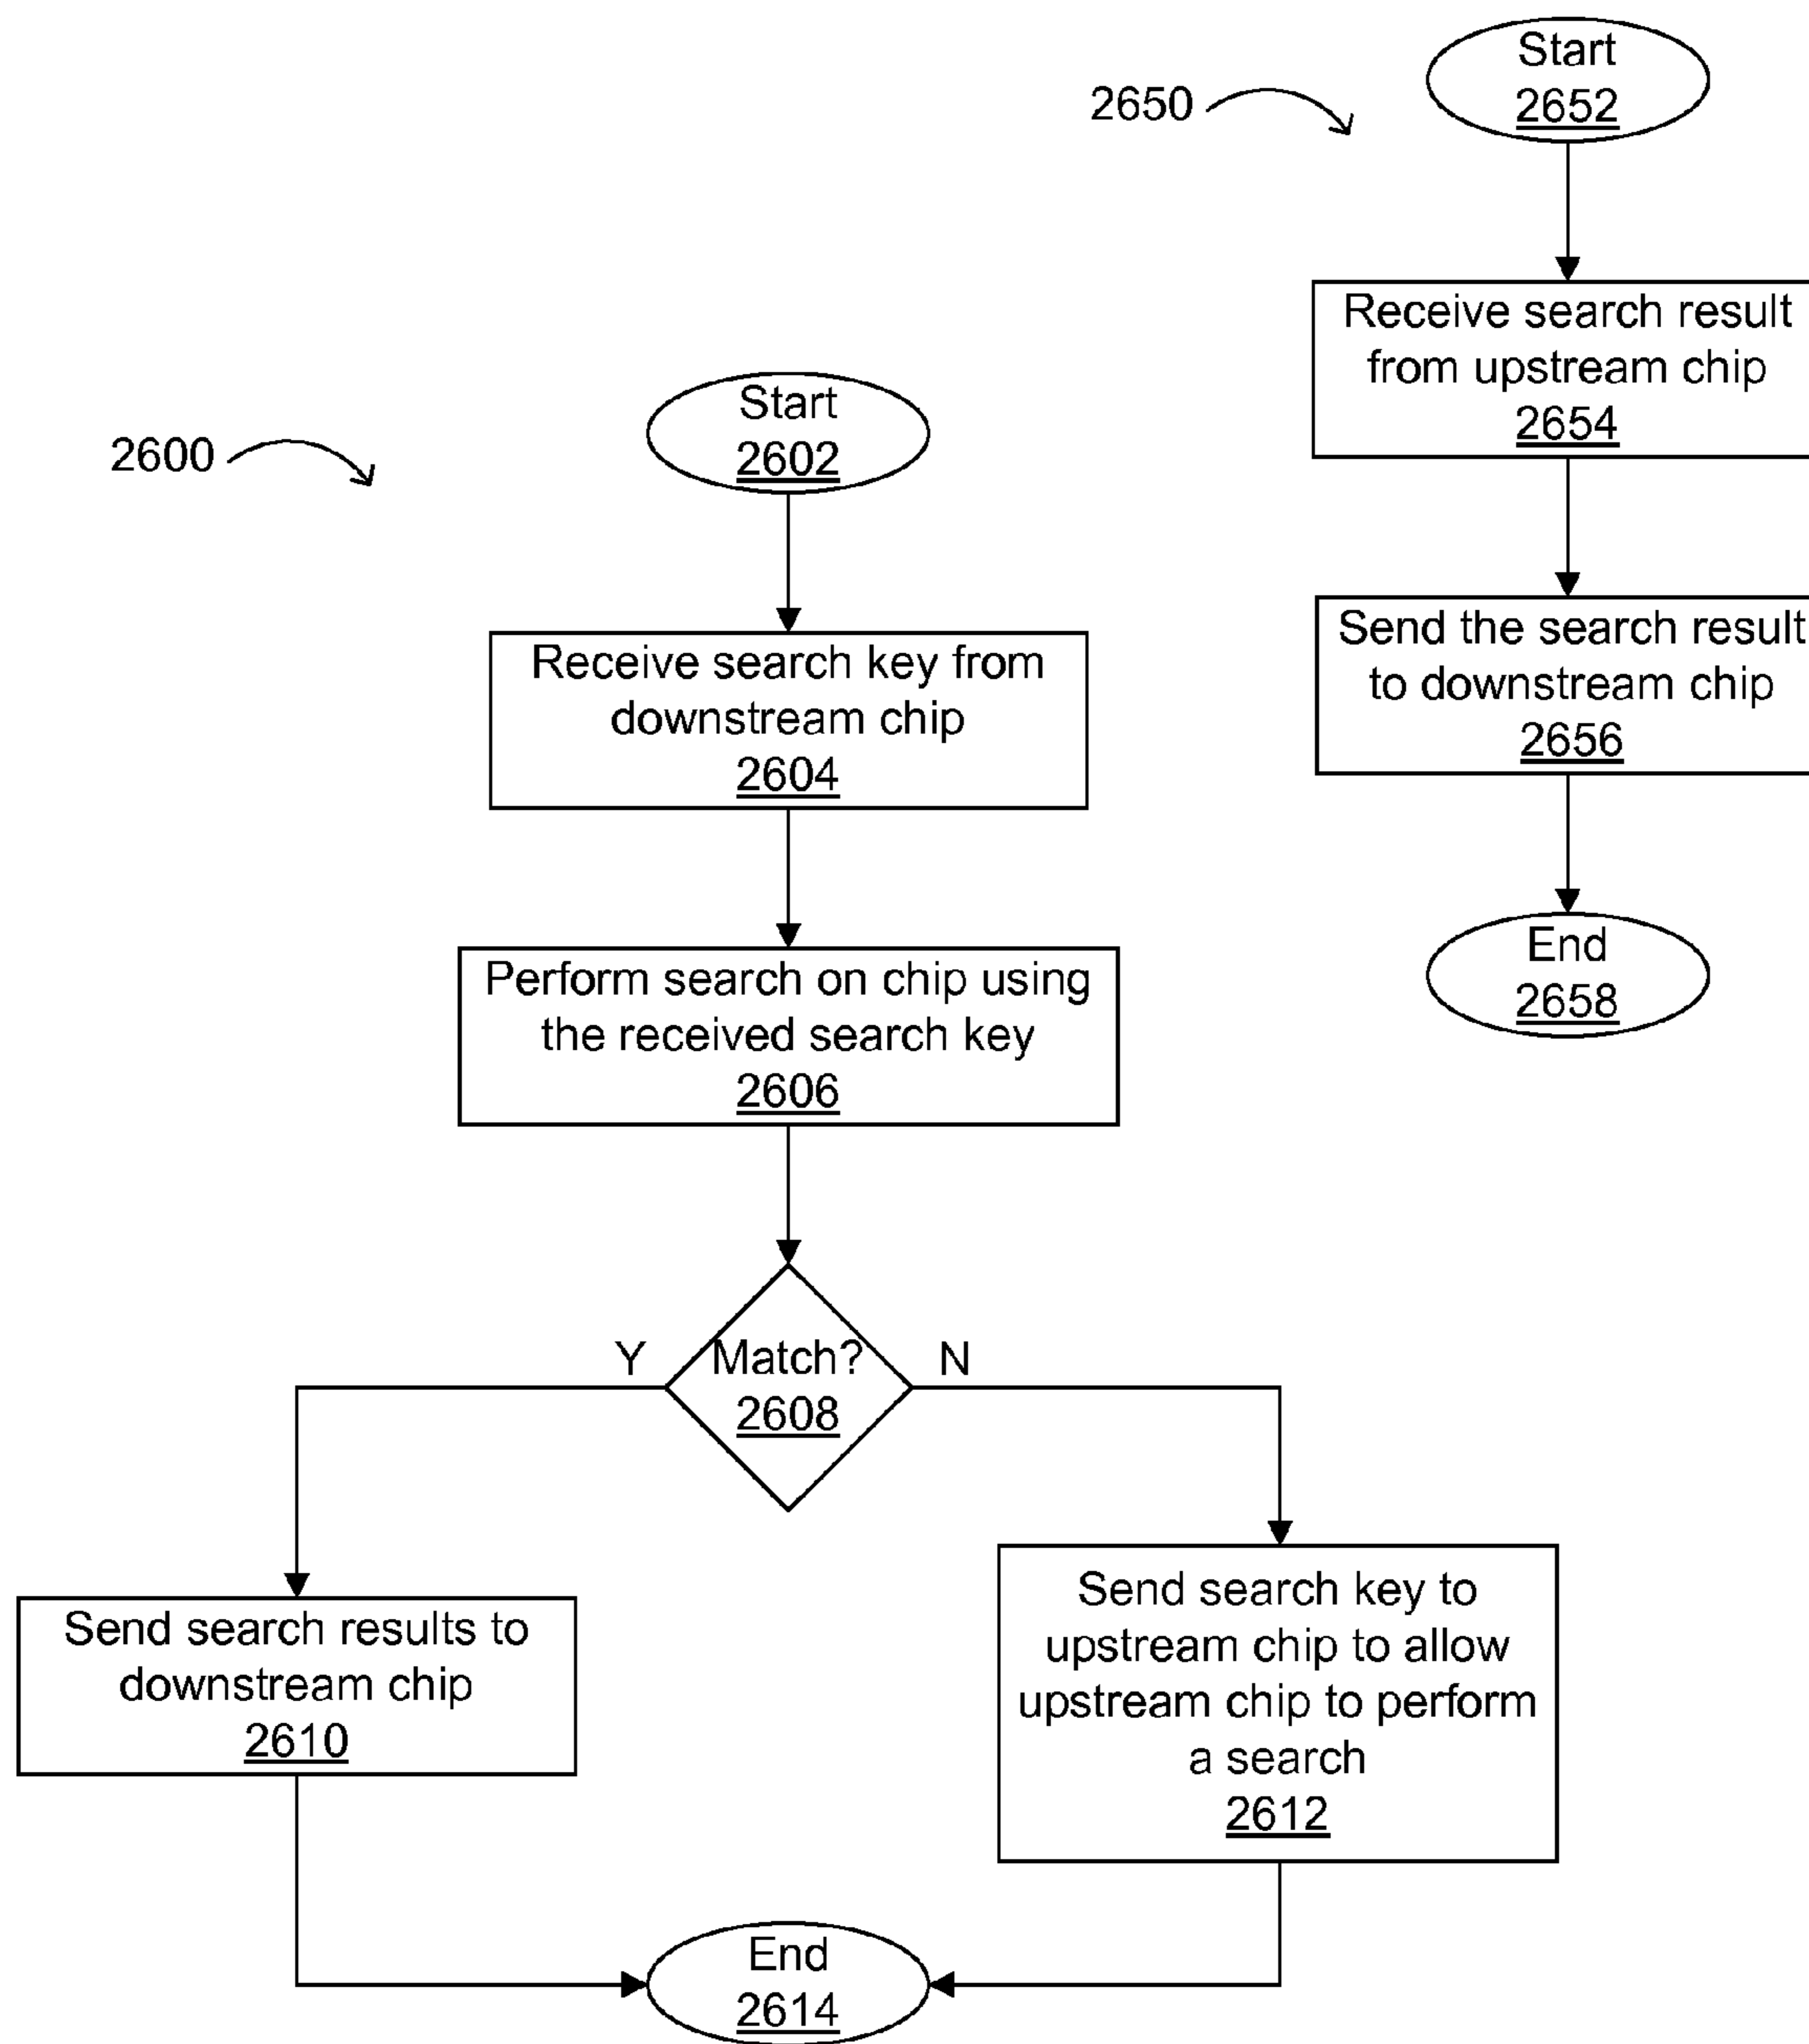 2600
Start
2602
Receive search key from
downstream chip
2604
Perform search on chip using
the received search key
2606
Match?
2608
Y
N
Send search results to
downstream chip
2610
Send search key to
upstream chip to allow
upstream chip to perform
a search
2612
End
2614
2650
Start
2652
Receive search result
from upstream chip
2654
Send the search result
to downstream chip
2656
End
2658